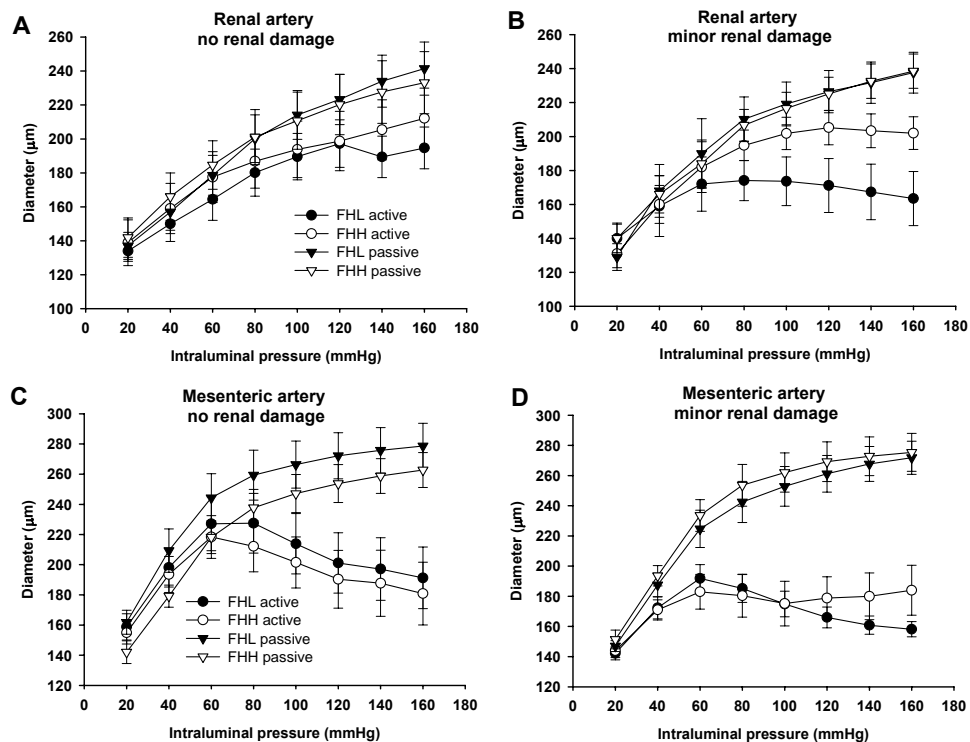 A
Renal artery
no renal damage
260
240
220
200
180
160
140
120
100
Diameter (μm)
FHL active
FHH active
FHL passive
FHH passive
0 20 40 60 80 100 120 140 160 180
Intraluminal pressure (mmHg)
B
Renal artery
minor renal damage
260
240
220
200
180
160
140
120
100
Diameter (μm)
0 20 40 60 80 100 120 140 160 180
Intraluminal pressure (mmHg)
C
Mesenteric artery
no renal damage
300
280
260
240
220
200
180
160
140
120
Diameter (μm)
FHL active
FHH active
FHL passive
FHH passive
0 20 40 60 80 100 120 140 160 180
Intraluminal pressure (mmHg)
D
Mesenteric artery
minor renal damage
300
280
260
240
220
200
180
160
140
120
Diameter (μm)
0 20 40 60 80 100 120 140 160 180
Intraluminal pressure (mmHg)